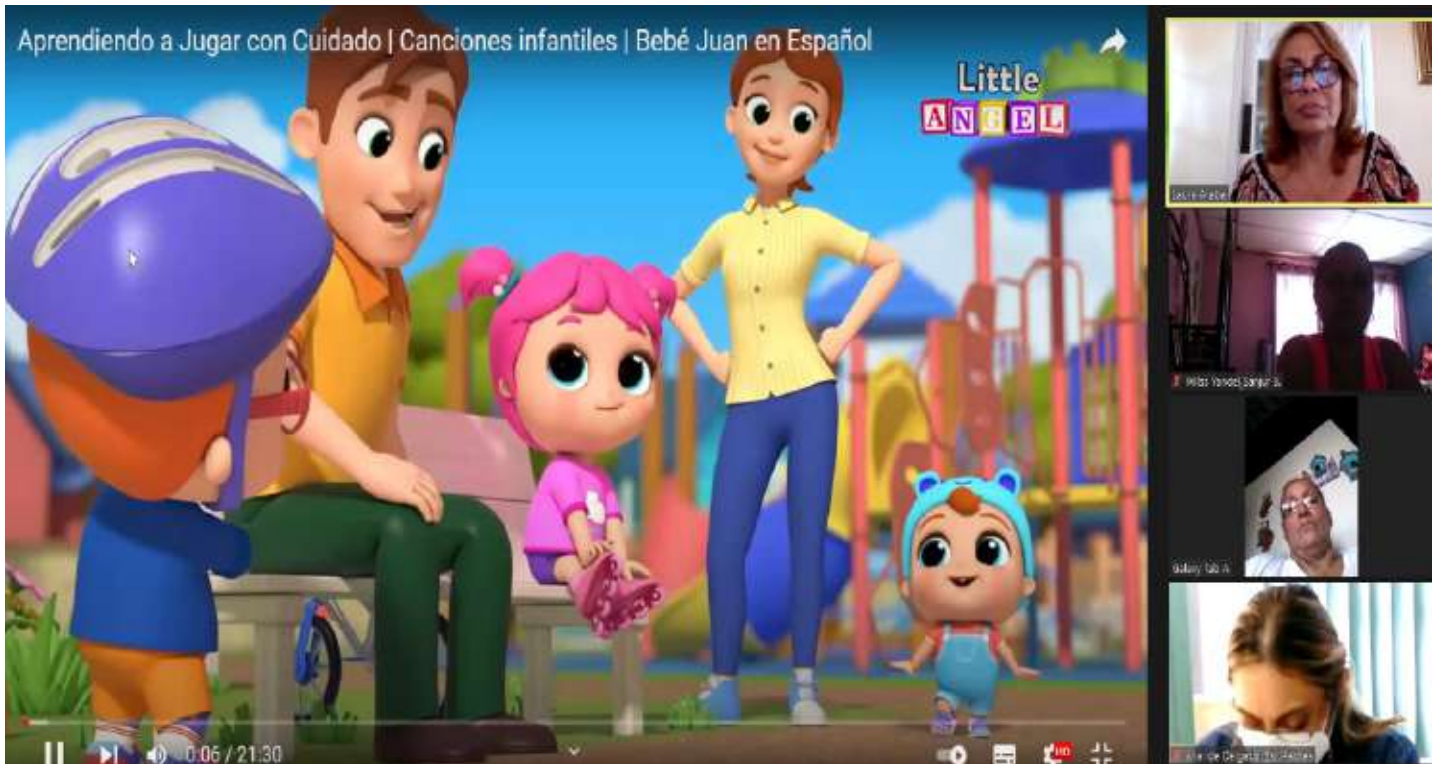 Aprendiendo a Jugar con Cuidado | Canciones infantiles | Bebé Juan en Español
Little
ANGEL
Galaxy Tab A
0:06 / 21:30
HD